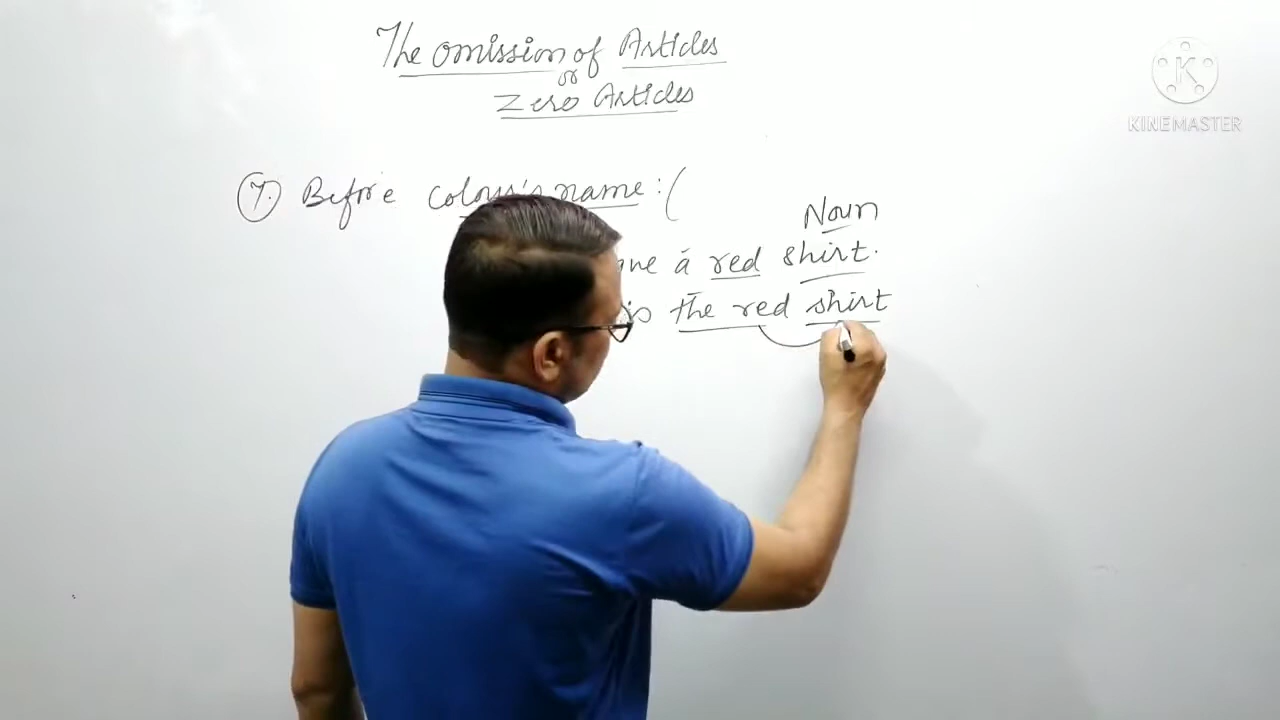 The omission of Articles
or
Zero Articles
7. Before colour's name :(
Noun
a red shirt.
is the red shirt
KINEMASTER